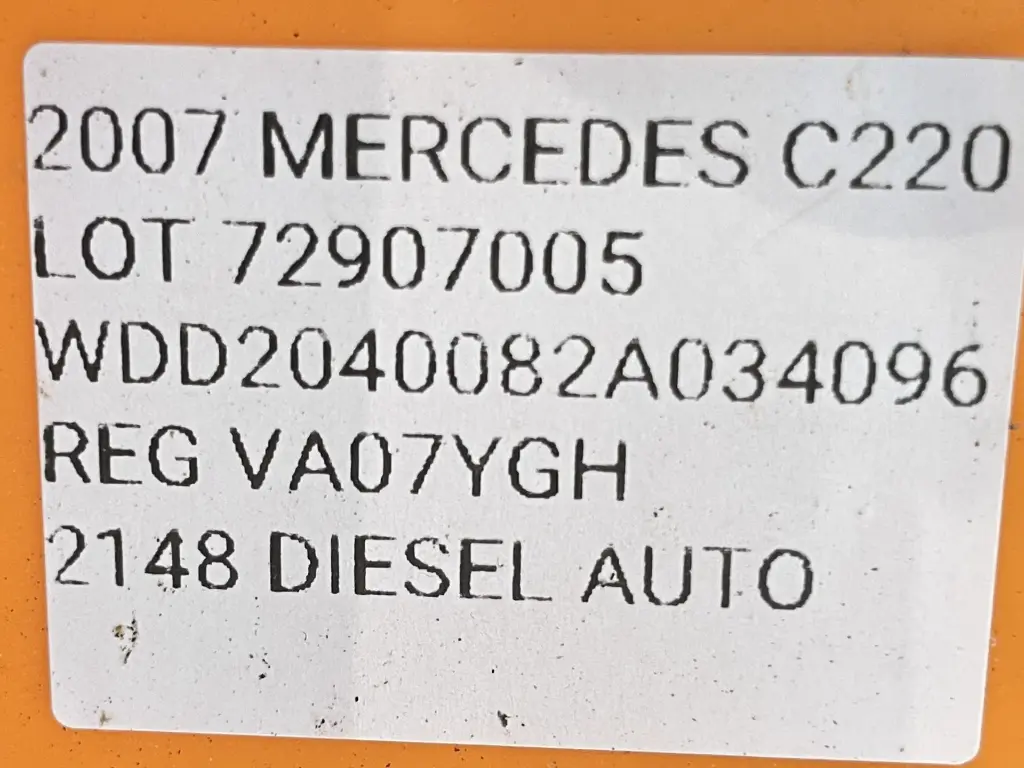 2007 MERCEDES C220
LOT 72907005
WDD2040082A034096
REG VA07YGH
2148 DIESEL AUTO